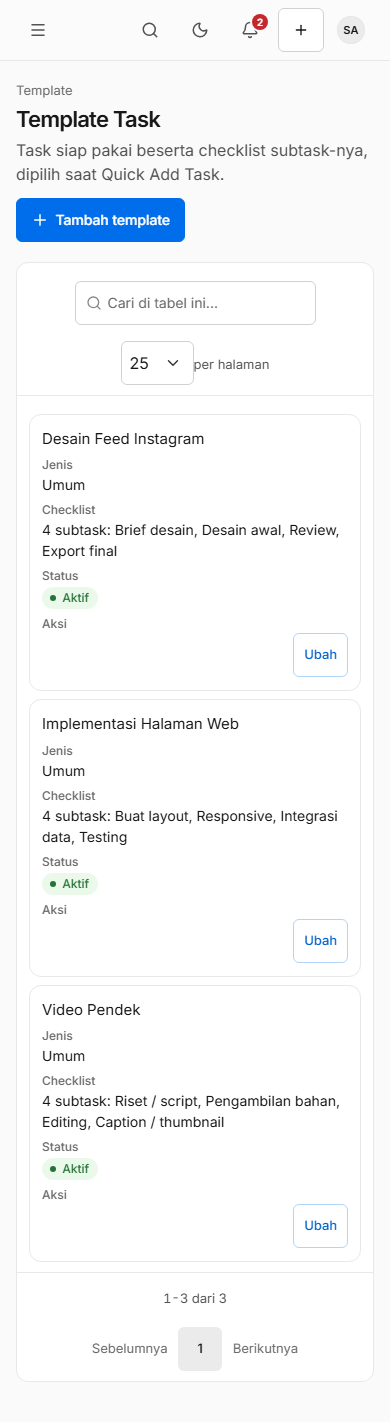 2
SA
Template
Template Task
Task siap pakai beserta checklist subtask-nya,
dipilih saat Quick Add Task.
Tambah template
Cari di tabel ini...
25 per halaman
Desain Feed Instagram
Jenis
Umum
Checklist
4 subtask: Brief desain, Desain awal, Review,
Export final
Status
Aktif
Aksi
Ubah
Implementasi Halaman Web
Jenis
Umum
Checklist
4 subtask: Buat layout, Responsive, Integrasi
data, Testing
Status
Aktif
Aksi
Ubah
Video Pendek
Jenis
Umum
Checklist
4 subtask: Riset / script, Pengambilan bahan,
Editing, Caption / thumbnail
Status
Aktif
Aksi
Ubah
1-3 dari 3
Sebelumnya 1 Berikutnya